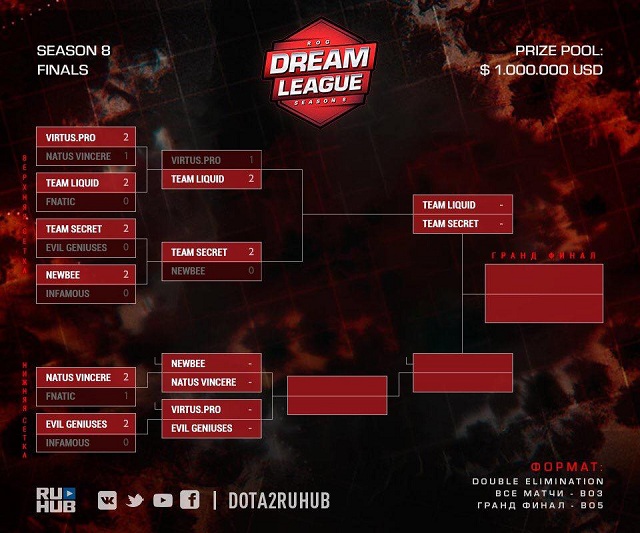 SEASON 8
FINALS
ROG
DREAM
LEAGUE
SEASON 8
PRIZE POOL:
$ 1.000.000 USD
ВЕРХНЯЯ СЕТКА
VIRTUS.PRO 2
NATUS VINCERE 1
TEAM LIQUID 2
FNATIC 0
TEAM SECRET 2
EVIL GENIUSES 0
NEWBEE 2
INFAMOUS 0
VIRTUS.PRO 1
TEAM LIQUID 2
TEAM SECRET 2
NEWBEE 0
TEAM LIQUID -
TEAM SECRET -
ГРАНД ФИНАЛ
НИЖНЯЯ СЕТКА
NATUS VINCERE 2
FNATIC 1
EVIL GENIUSES 2
INFAMOUS 0
NEWBEE -
NATUS VINCERE -
VIRTUS.PRO -
EVIL GENIUSES -
RU
HUB
DOTA2RUHUB
ФОРМАТ:
DOUBLE ELIMINATION
ВСЕ МАТЧИ - BO3
ГРАНД ФИНАЛ - BO5